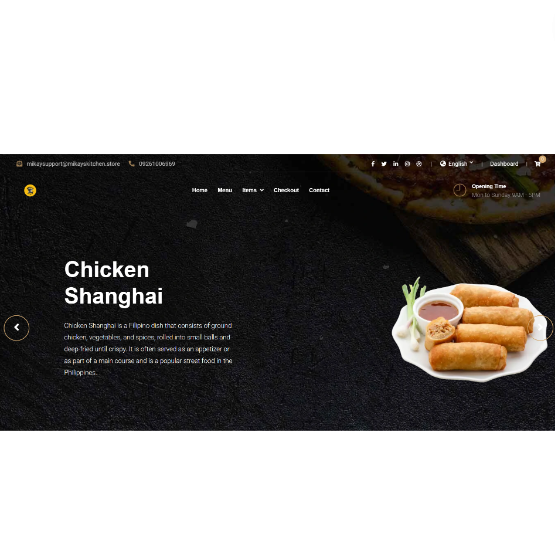 mikaysupport@mikayskitchen.store 09261006969 English Dashboard
Home Menu Items Checkout Contact
Opening Time
Mon to Sunday 9AM - 5PM
Chicken
Shanghai
Chicken Shanghai is a Filipino dish that consists of ground
chicken, vegetables, and spices, rolled into small balls and
deep-fried until crispy. It is often served as an appetizer or
as part of a main course and is a popular street food in the
Philippines.